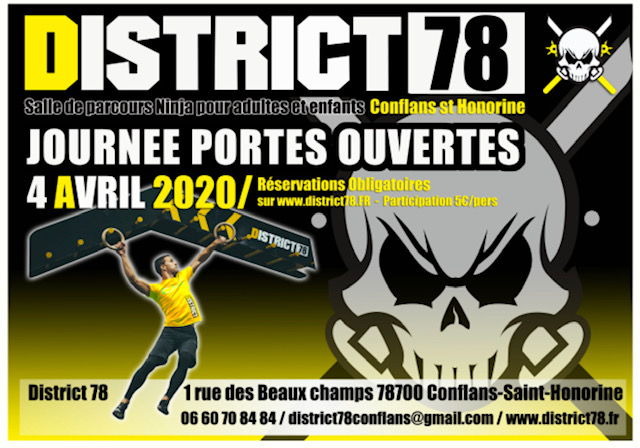 DISTRICT 78
Salle de parcours Ninja pour adultes et enfants Conflans st Honorine
JOURNEE PORTES OUVERTES
4 AVRIL 2020/
Réservations Obligatoires
sur www.district78.FR - Participation 5€/pers
DISTRICT 78
DISTRICT
District 78 1 rue des Beaux champs 78700 Conflans-Saint-Honorine
06 60 70 84 84 / district78conflans@gmail.com / www.district78.fr